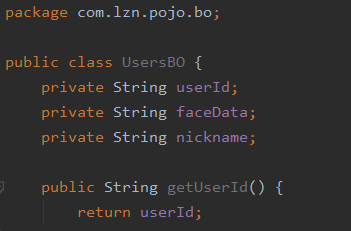 package com.lzn.pojo.bo;
public class UsersBO {
private String userId;
private String faceData;
private String nickname;
public String getUserId() {
return userId;